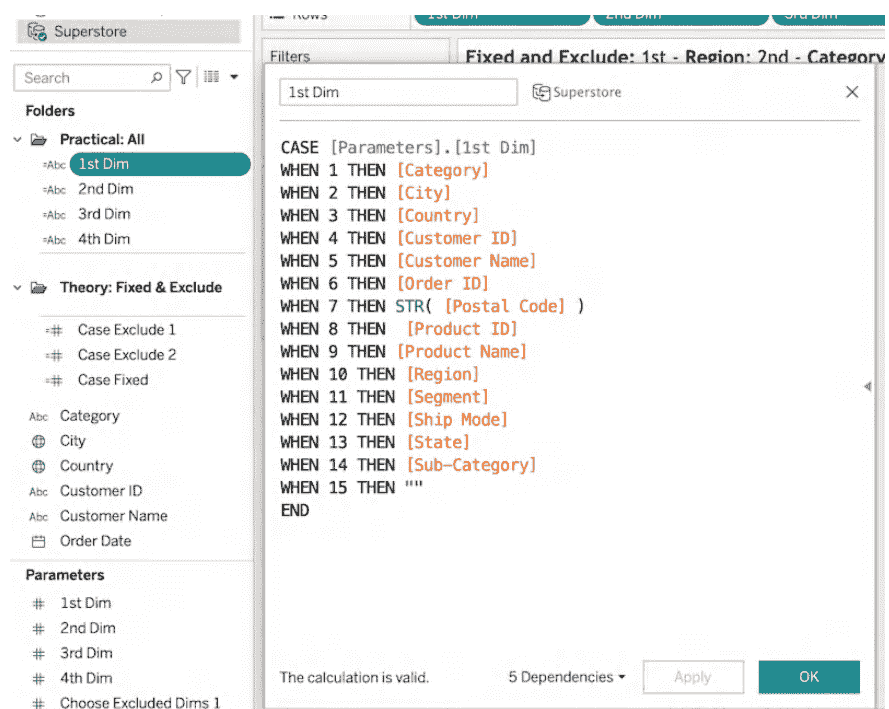 Superstore
Rows
1st Dim
2nd Dim
3rd Dim
Search
Filters
Fixed and Exclude: 1st - Region: 2nd - Category
Folders
Practical: All
=Abc 1st Dim
=Abc 2nd Dim
=Abc 3rd Dim
=Abc 4th Dim
Theory: Fixed & Exclude
=# Case Exclude 1
=# Case Exclude 2
=# Case Fixed
Abc Category
City
Country
Abc Customer ID
Abc Customer Name
Order Date
Parameters
# 1st Dim
# 2nd Dim
# 3rd Dim
# 4th Dim
# Choose Excluded Dims 1
1st Dim
Superstore
CASE [Parameters].[1st Dim]
WHEN 1 THEN [Category]
WHEN 2 THEN [City]
WHEN 3 THEN [Country]
WHEN 4 THEN [Customer ID]
WHEN 5 THEN [Customer Name]
WHEN 6 THEN [Order ID]
WHEN 7 THEN STR( [Postal Code] )
WHEN 8 THEN  [Product ID]
WHEN 9 THEN [Product Name]
WHEN 10 THEN [Region]
WHEN 11 THEN [Segment]
WHEN 12 THEN [Ship Mode]
WHEN 13 THEN [State]
WHEN 14 THEN [Sub-Category]
WHEN 15 THEN ""
END
The calculation is valid.
5 Dependencies
Apply
OK